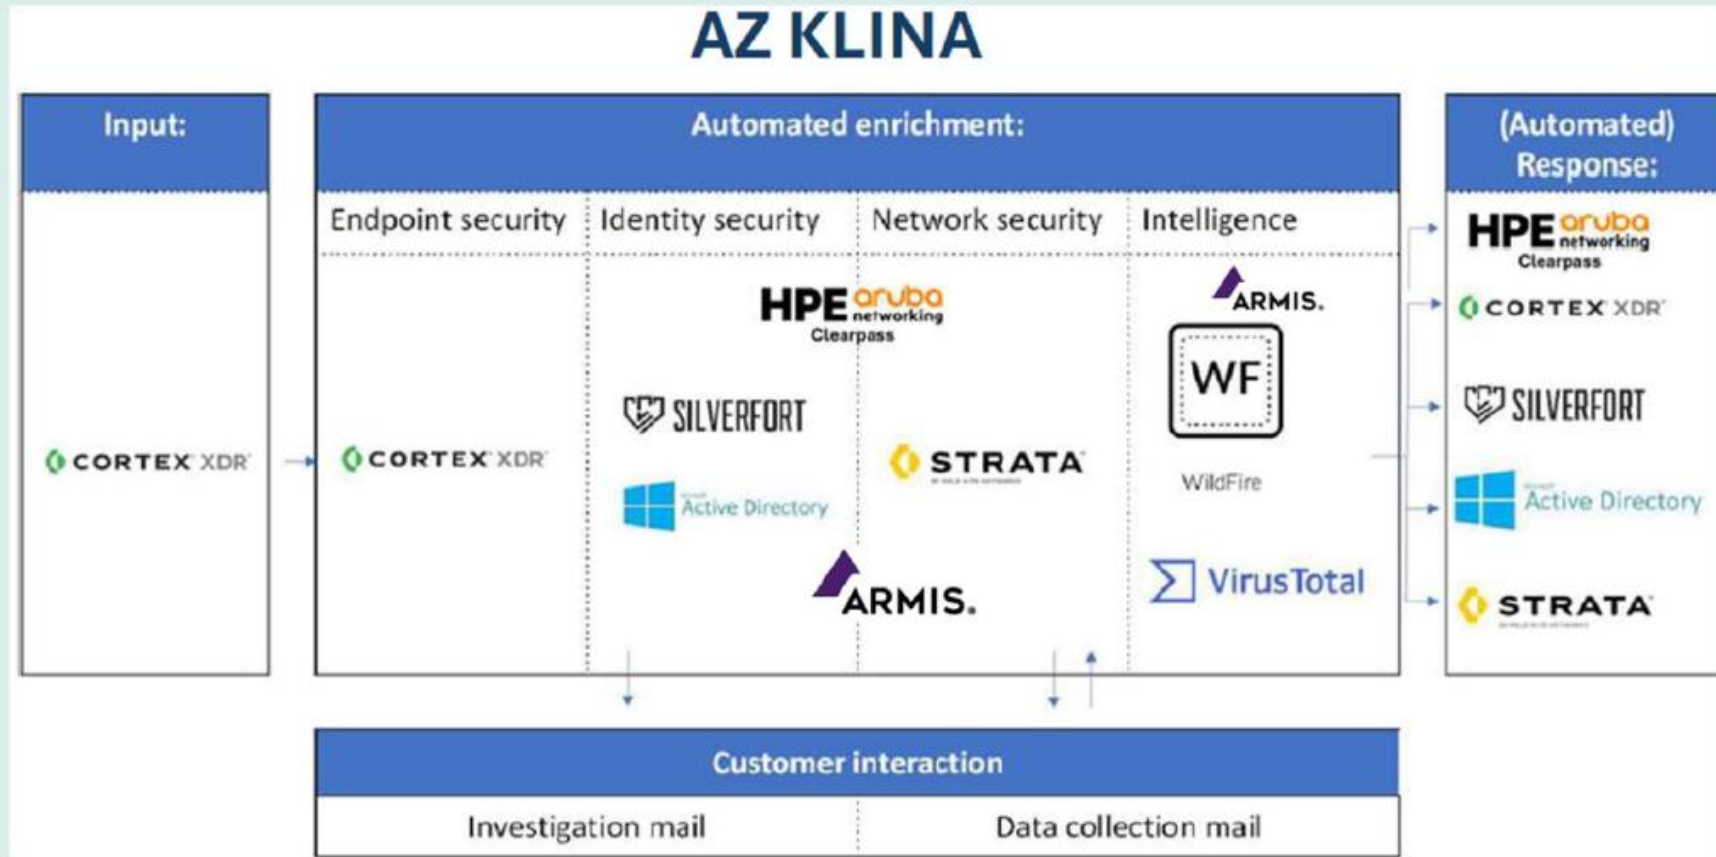 AZ KLINA
Input:
CORTEX XDR
Automated enrichment:
Endpoint security
Identity security
Network security
Intelligence
HPE aruba
networking
Clearpass
ARMIS.
WF
WildFire
SILVERFORT
CORTEX XDR
STRATA
Active Directory
ARMIS.
VirusTotal
(Automated)
Response:
HPE aruba
networking
Clearpass
CORTEX XDR
SILVERFORT
Active Directory
STRATA
Customer interaction
Investigation mail
Data collection mail